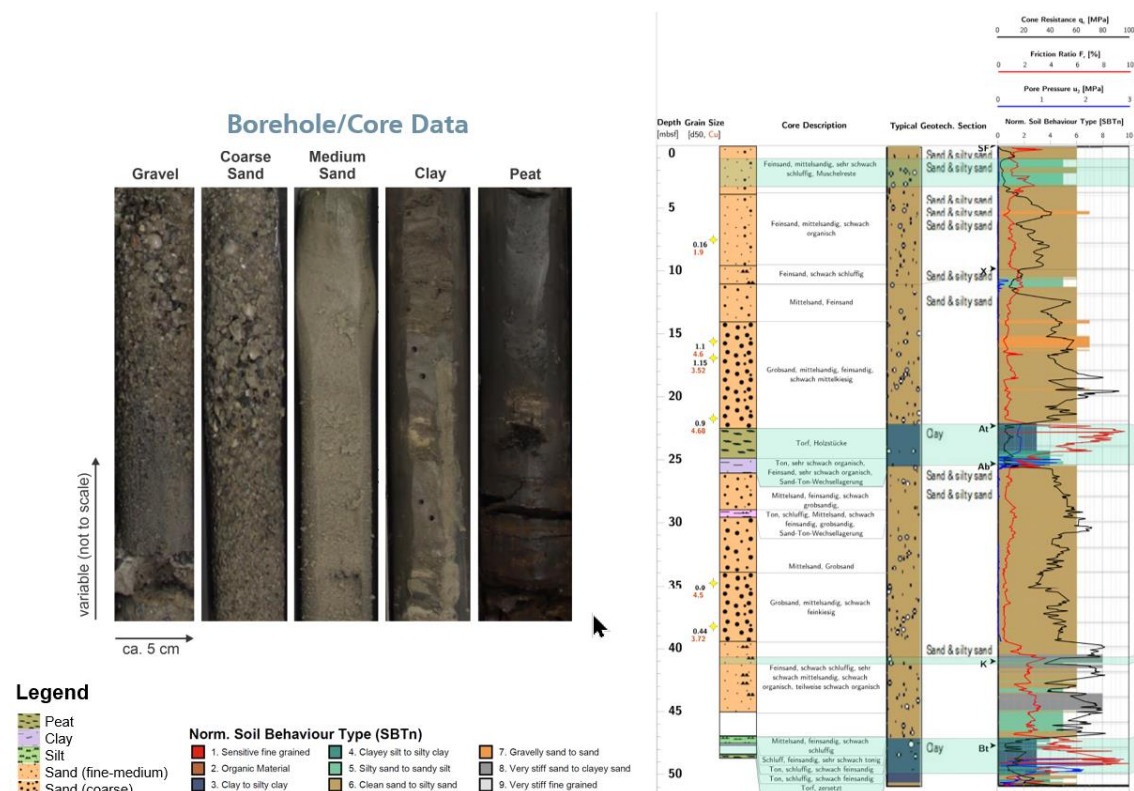 Borehole/Core Data
Gravel
Coarse
Sand
Medium
Sand
Clay
Peat
variable (not to scale)
ca. 5 cm
Legend
Peat
Clay
Silt
Sand (fine-medium)
Sand (coarse)
Norm. Soil Behaviour Type (SBTn)
1. Sensitive fine grained
2. Organic Material
3. Clay to silty clay
4. Clayey silt to silty clay
5. Silty sand to sandy silt
6. Clean sand to silty sand
7. Gravelly sand to sand
8. Very stiff sand to clayey sand
9. Very stiff fine grained
Cone Resistance qc [MPa]
0 20 40 60 80 100
Friction Ratio Fr [%]
0 2 4 6 8 10
Pore Pressure u2 [MPa]
0 1 2 3
Norm. Soil Behaviour Type [SBTn]
0 2 4 6 8 10
Depth
[mbsf]
Grain Size
[d50, Cu]
Core Description
Typical Geotech. Section
0
5
10
15
20
25
30
35
40
45
50
0.16
1.9
1.1
4.6
1.15
3.52
0.9
4.68
0.9
4.5
0.44
3.72
Feinsand, mittelsandig, sehr schwach
schluffig, Muschelreste
Feinsand, mittelsandig, schwach
organisch
Feinsand, schwach schluffig
Mittelsand, Feinsand
Grobsand, mittelsandig, feinsandig,
schwach mittelkiesig
Torf, Holzstücke
Ton, sehr schwach organisch,
Feinsand, sehr schwach organisch,
Sand-Ton-Wechsellagerung
Mittelsand, feinsandig, schwach
grobsandig,
Ton, schluffig, Mittelsand, schwach
feinsandig, grobsandig,
Sand-Ton-Wechsellagerung
Mittelsand, Grobsand
Grobsand, mittelsandig, schwach
feinkiesig
Feinsand, schwach schluffig, sehr
schwach mittelsandig, schwach
organisch, teilweise schwach organisch
Mittelsand, feinsandig, schwach
schluffig
Schluff, feinsandig, sehr schwach tonig
Ton, schluffig, schwach feinsandig
Ton, schluffig, schwach feinsandig
Torf, zersetzt
Sand & silty sand
Sand & silty sand
Sand & silty sand
Sand & silty sand
Sand & silty sand
Sand & silty sand
Sand & silty sand
Clay
Sand & silty sand
Sand & silty sand
Sand & silty sand
Clay
SF
X
At
Ab
K
Bt